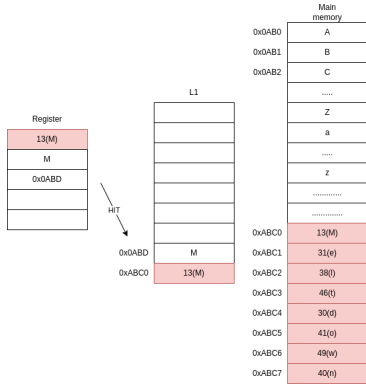 Main
memory
0x0AB0 A
0x0AB1 B
0x0AB2 C
.....
Z
a
.....
z
.............
.............
0xABC0 13(M)
0xABC1 31(e)
0xABC2 38(l)
0xABC3 46(t)
0xABC4 30(d)
0xABC5 41(o)
0xABC6 49(w)
0xABC7 40(n)
L1
0x0ABD M
0xABC0 13(M)
Register
13(M)
M
0x0ABD
HIT